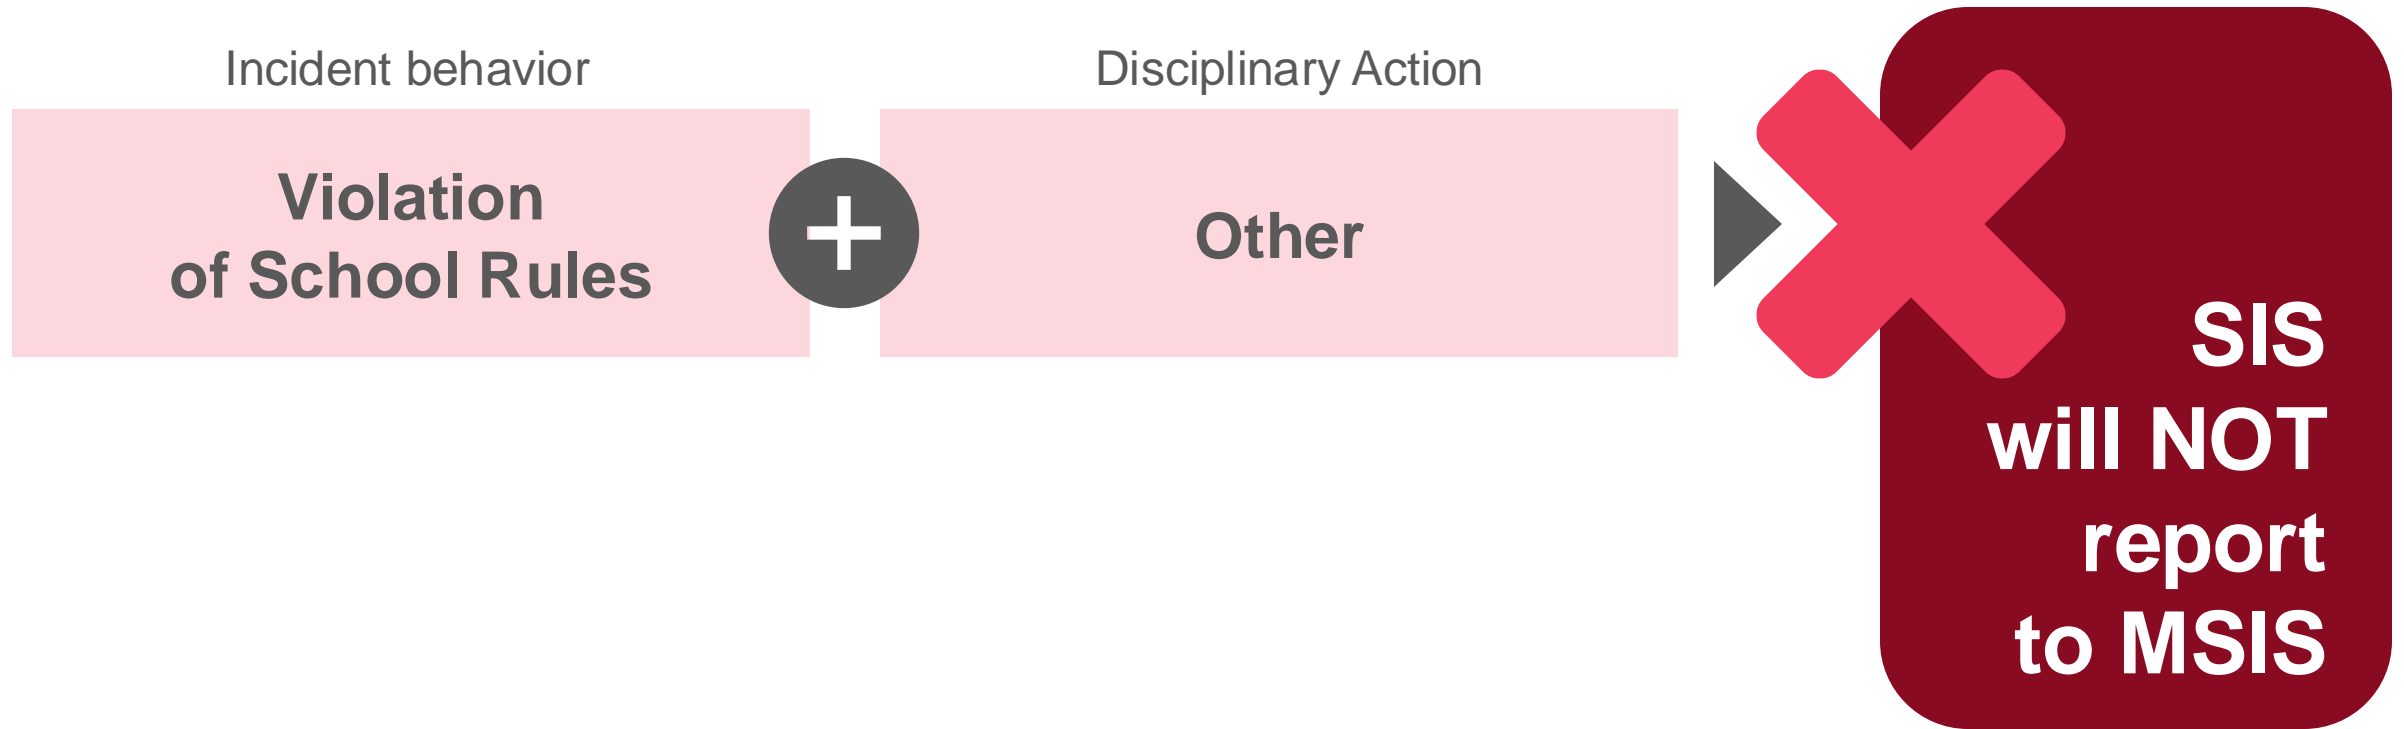 Incident behavior
Violation
of School Rules
Disciplinary Action
Other
SIS
will NOT
report
to MSIS